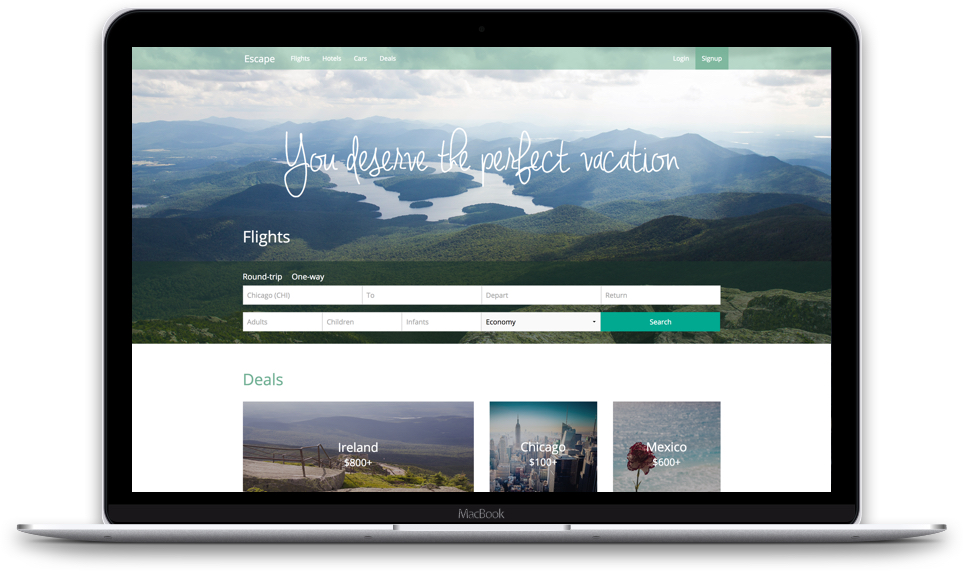 Escape Flights Hotels Cars Deals Login Signup
You deserve the perfect vacation
Flights
Round-trip One-way
Chicago (CHI) To Depart Return
Adults Children Infants Economy Search
Deals
Ireland Chicago Mexico
$800+ $100+ $600+
MacBook